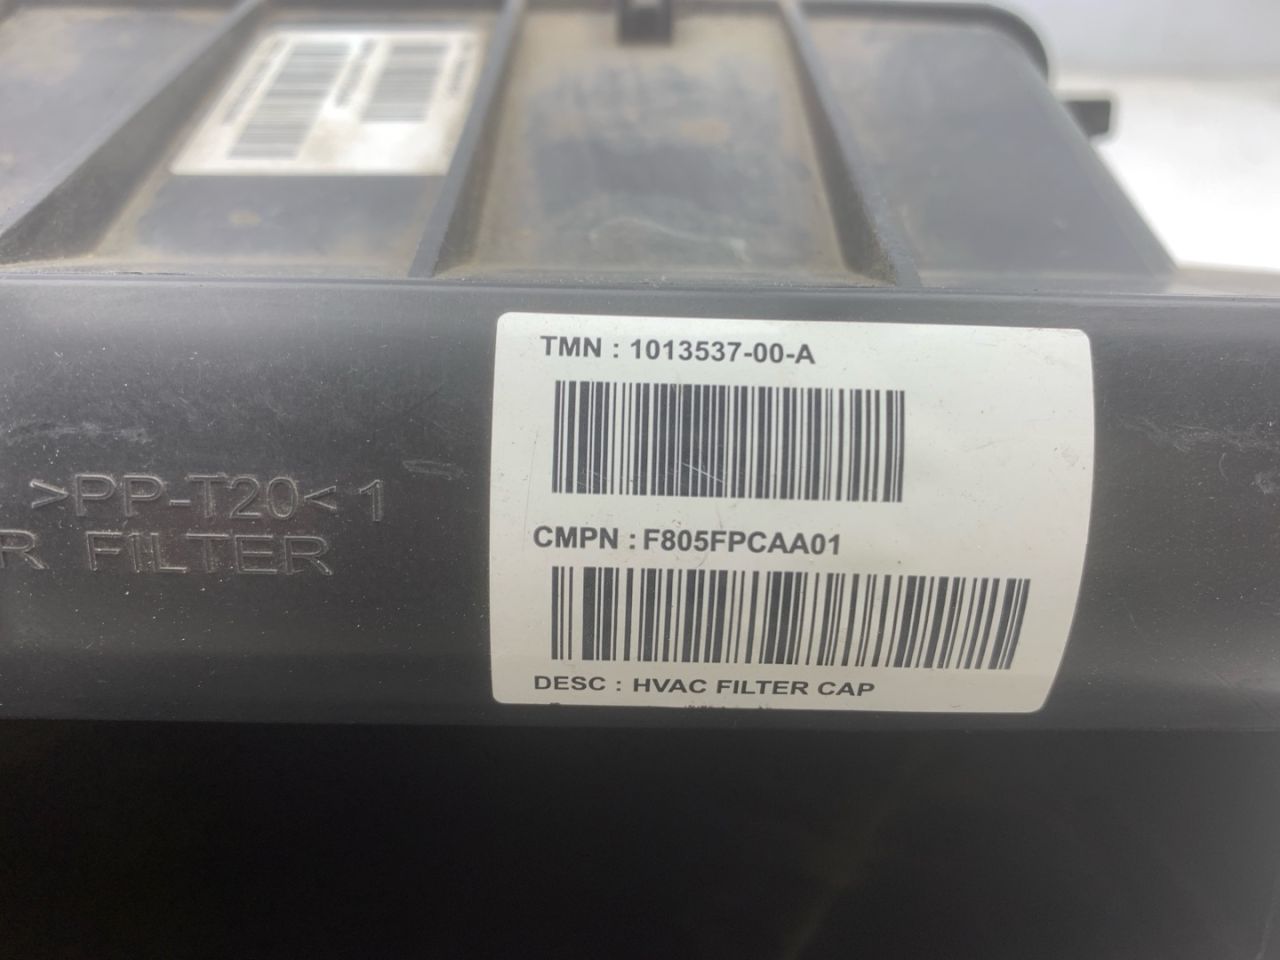 TMN : 1013537-00-A
CMPN : F805FPCAA01
DESC : HVAC FILTER CAP
>PP-T20< 1
R FILTER